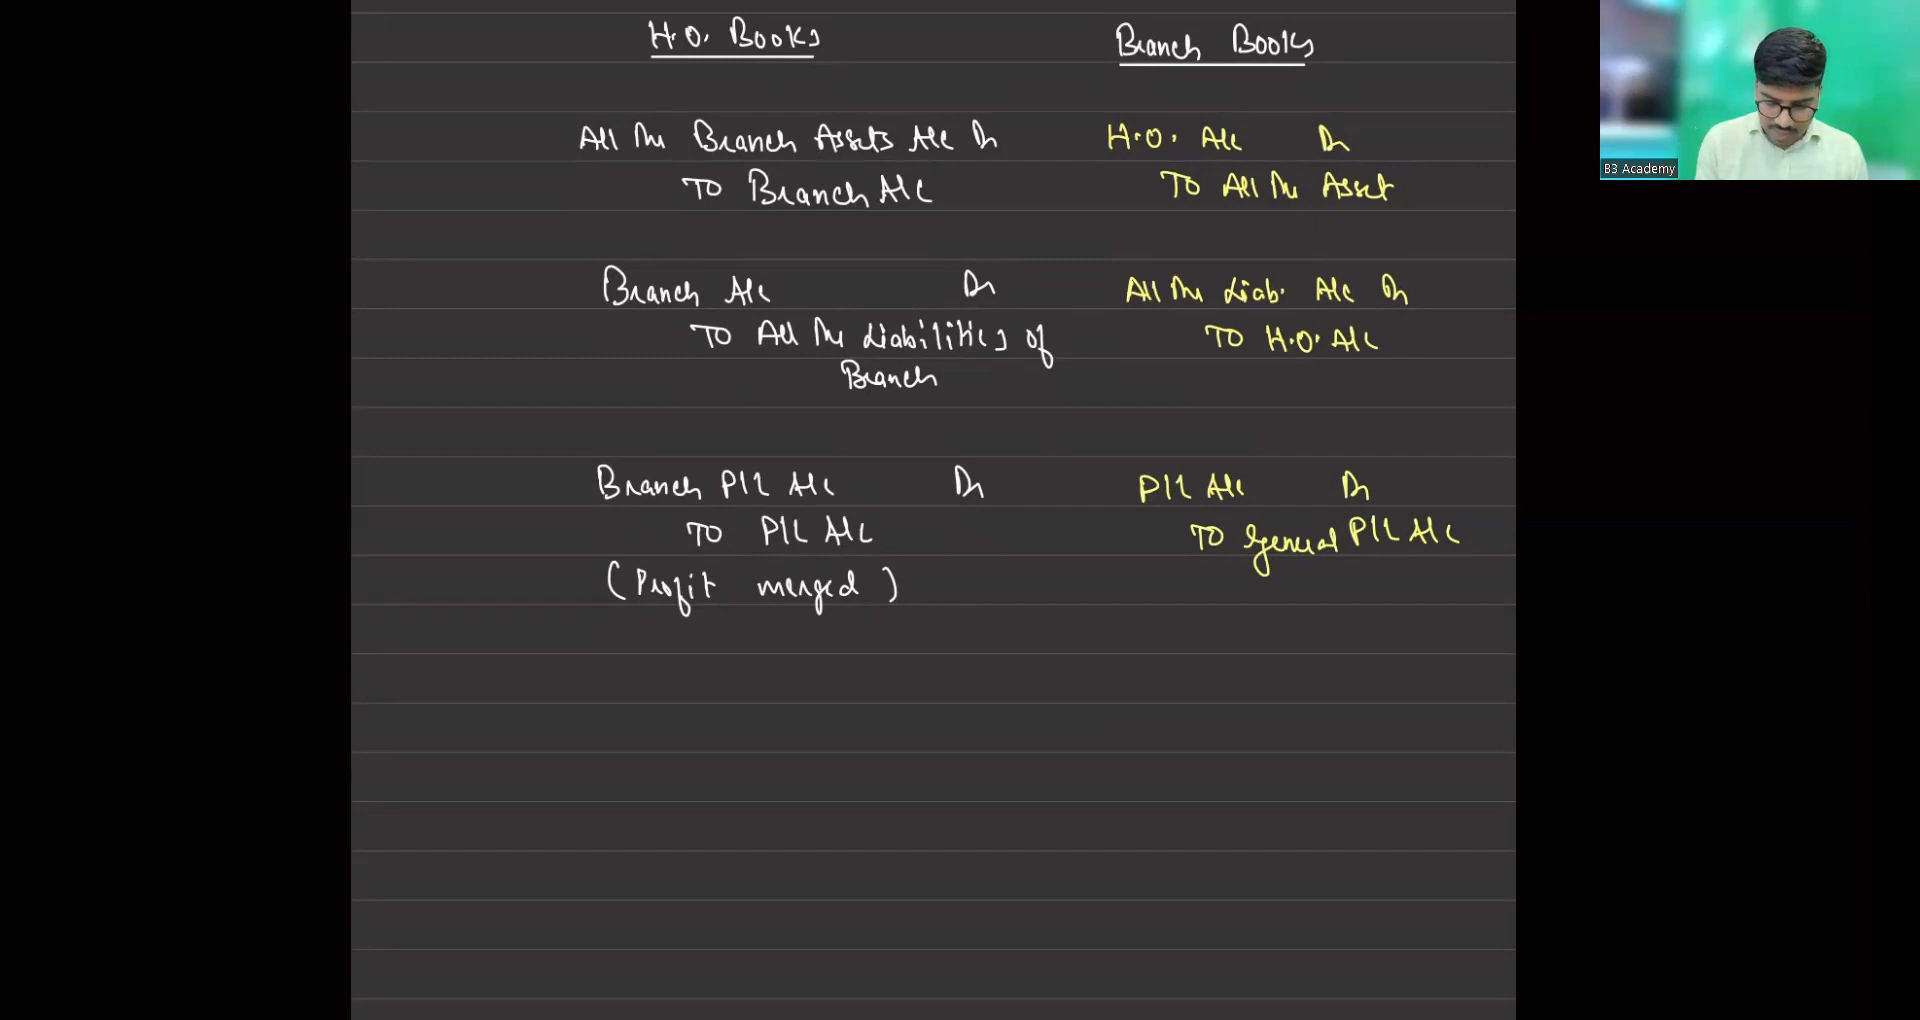 H.O. Books
Branch Books
All the Branch Assets A/c Dr
To Branch A/c
H.O. A/c Dr
To All the Asset
Branch A/c Dr
To All the Liabilities of
Branch
All the Liab. A/c Dr
To H.O. A/c
Branch P/L A/c Dr
To P/L A/c
(Profit merged)
P/L A/c Dr
To General P/L A/c
B3 Academy